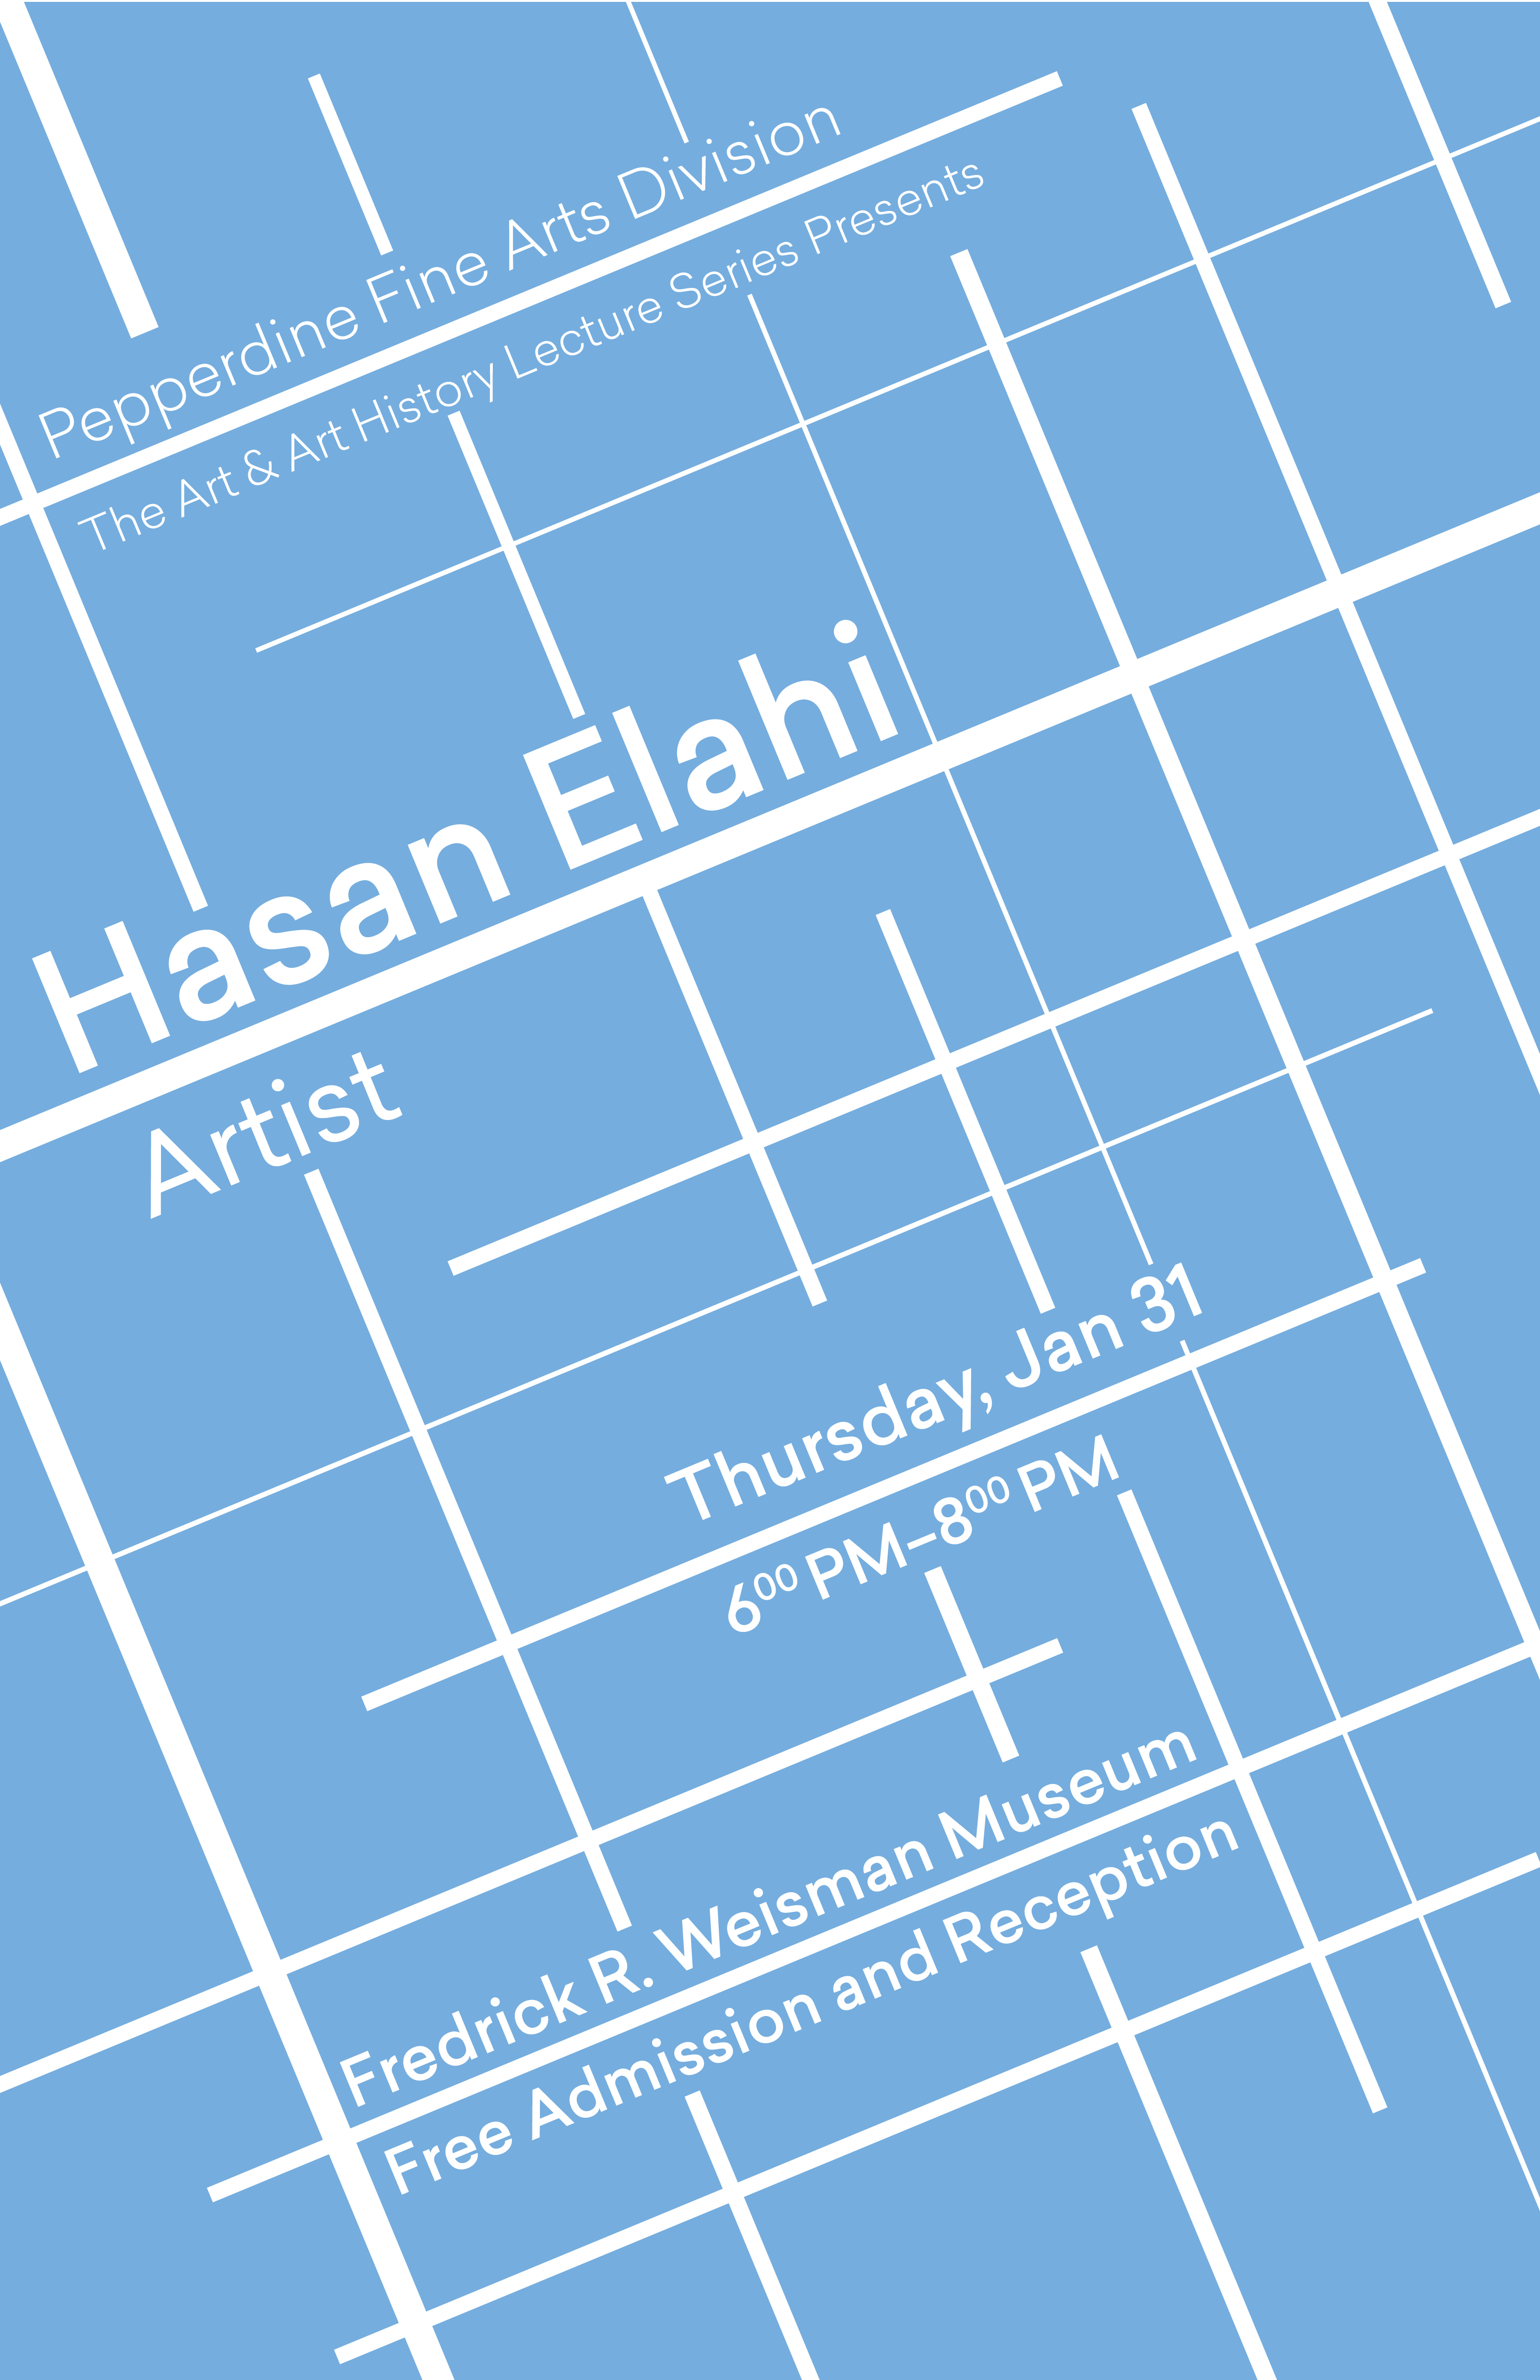 Pepperdine Fine Arts Division
The Art & Art History Lecture Series Presents
Hasan Elahi
Artist
Thursday, Jan 31
6⁰⁰ PM–8⁰⁰ PM
Fredrick R. Weisman Museum
Free Admission and Reception